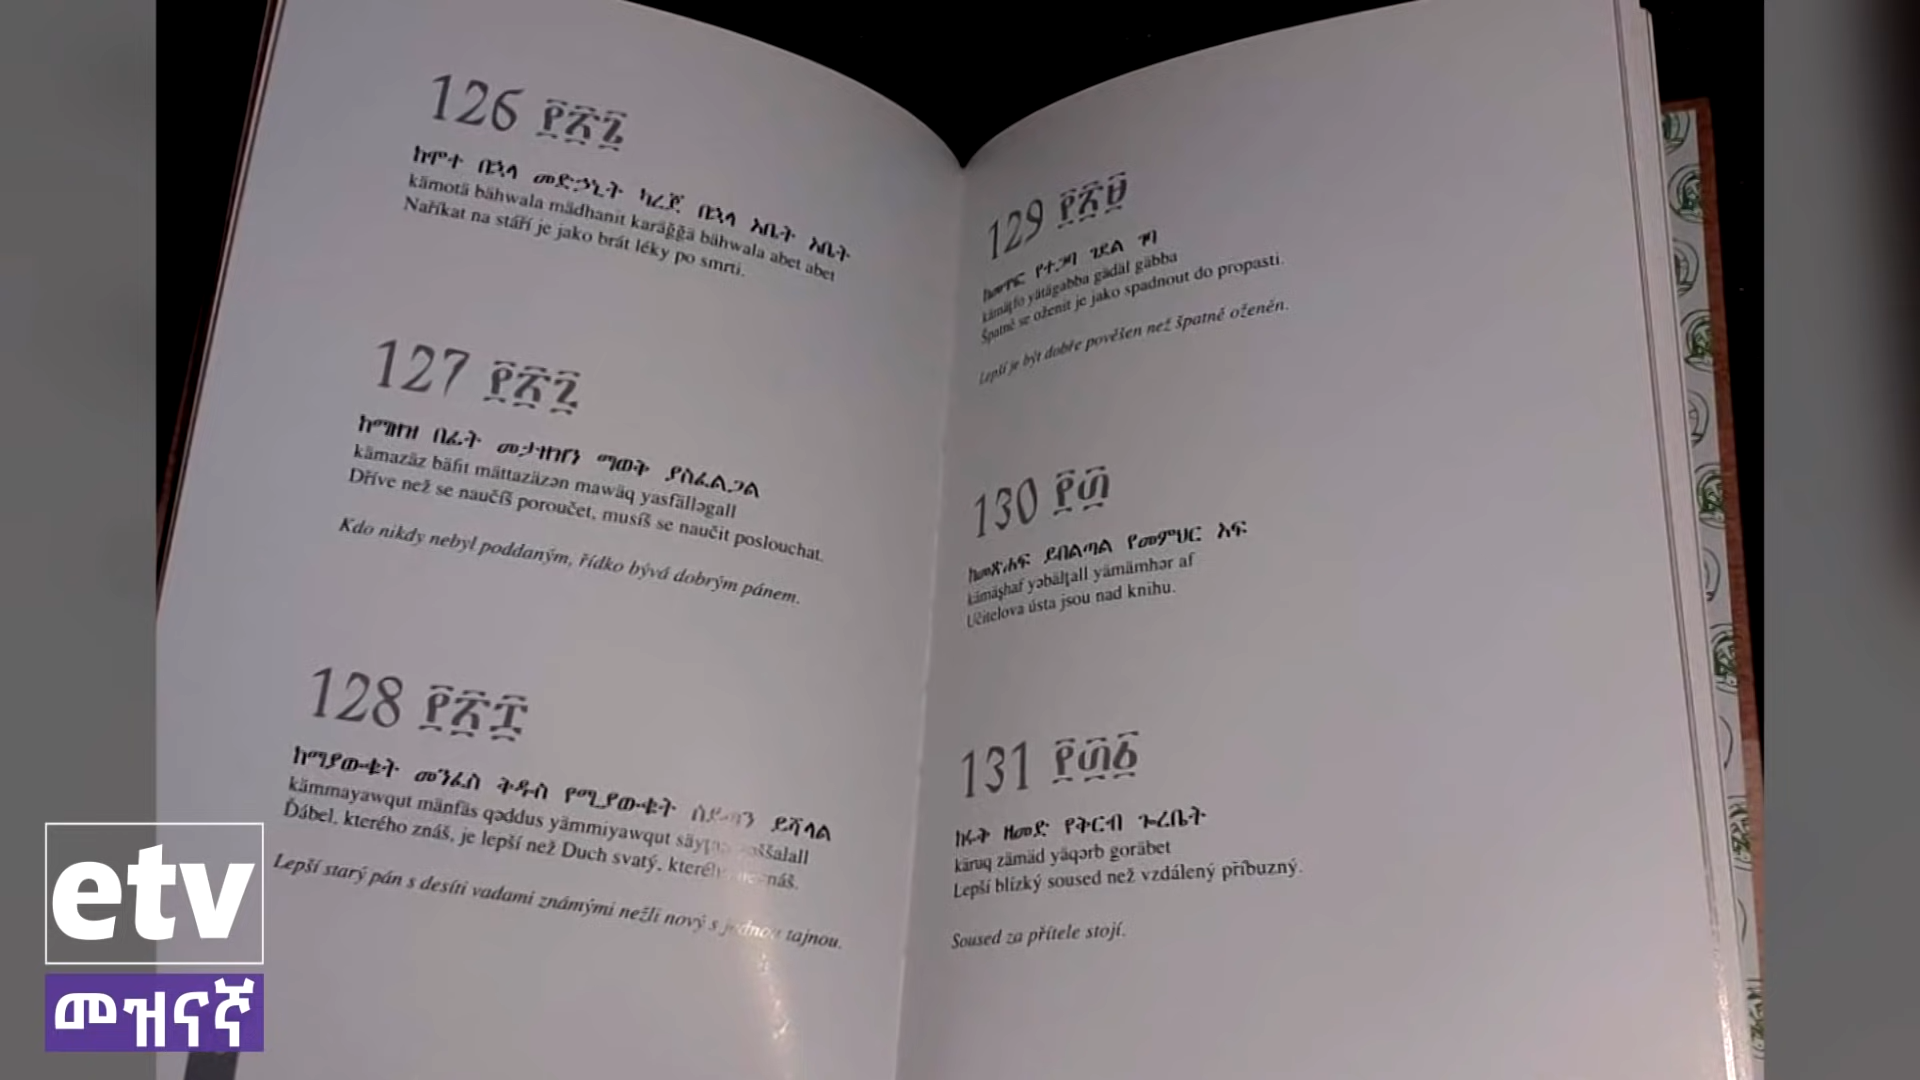 126 ፻፳፮
ከሞተ በኋላ መድኃኒት ካረጀ በኋላ አቤት አቤት
kämotä bähwala mädhanit karäğğä bähwala abet abet
Naříkat na stáří je jako brát léky po smrti.
127 ፻፳፯
ከማዘዝ በፊት መታዘዝን ማወቅ ያስፈልጋል
kämazäz bäfit mättazäzən mawäq yasfälləgall
Dříve než se naučíš poroučet, musíš se naučit poslouchat.
Kdo nikdy nebyl poddaným, řídko bývá dobrým pánem.
128 ፻፳፰
ከማያውቁት መንፈስ ቅዱስ የሚያውቁት ሰይጣን ይሻላል
kämmayawqut mänfäs qəddus yämmiyawqut
Ďábel, kterého znáš, je lepší než Duch svatý,
Lepší starý pán s desíti vadami známými nežli nový s jednou tajnou.
129 ፻፳፱
ከመጥፎ የተጋባ ገደል ገባ
kämäţfo yätägabba gädäl gäbba
Špatně se oženit je jako spadnout do propasti.
Lepší je být dobře pověšen než špatně oženěn.
130 ፻፴
ከመጽሐፍ ይበልጣል የመምህር አፍ
kämäşhaf yəbälţall yämämhər af
Učitelova ústa jsou nad knihu.
131 ፻፴፩
ከሩቅ ዘመድ የቅርብ ጎረቤት
käruq zämäd yäqərb goräbet
Lepší blízký soused než vzdálený příbuzný.
Soused za přítele stojí.
etv
መዝናኛ